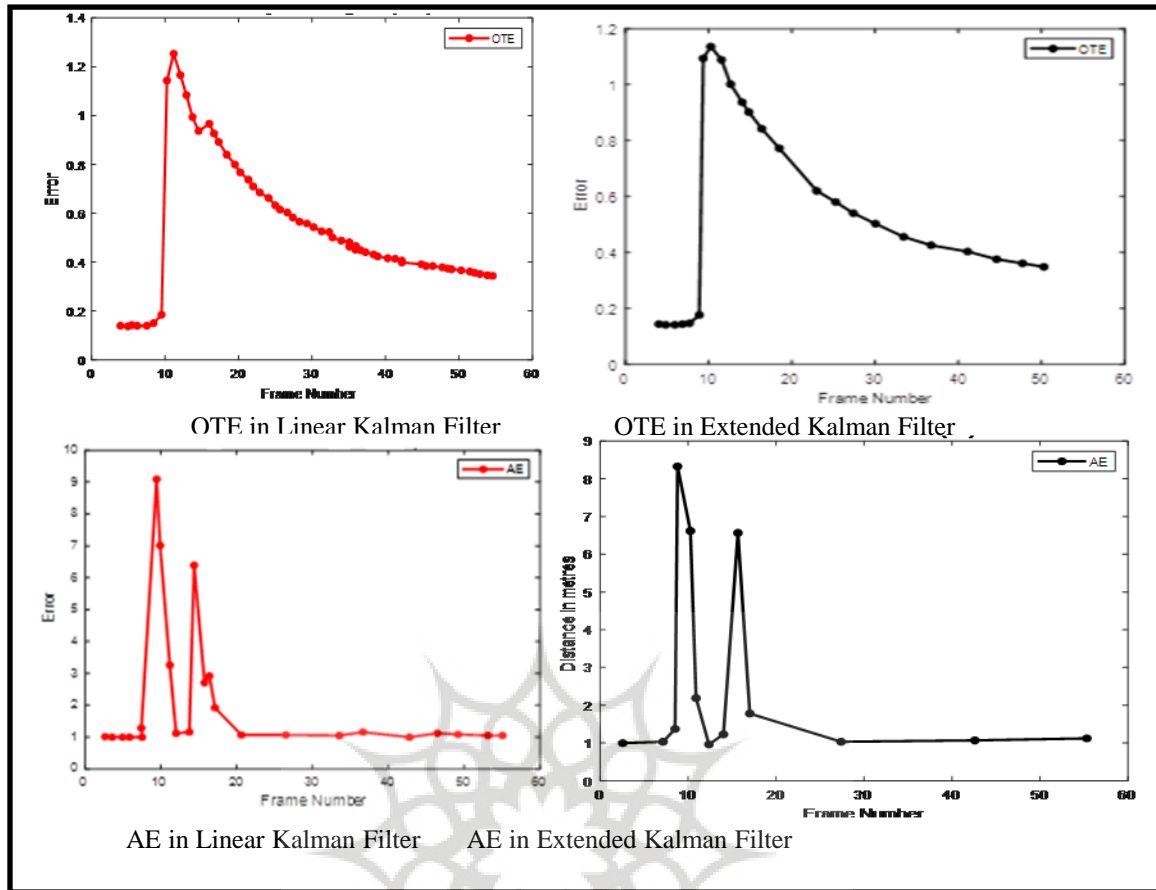 1.4
OTE
1.2
1
0.8
Error
0.6
0.4
0.2
0
0 10 20 30 40 50 60
Frame Number
OTE in Linear Kalman Filter
1.2
OTE
1
0.8
Error
0.6
0.4
0.2
0
0 10 20 30 40 50 60
Frame Number
OTE in Extended Kalman Filter
10
AE
9
8
7
6
Error
5
4
3
2
1
0
0 10 20 30 40 50 60
Frame Number
AE in Linear Kalman Filter
9
AE
8
7
6
5
Distance in metres
4
3
2
1
0
0 10 20 30 40 50 60
Frame Number
AE in Extended Kalman Filter